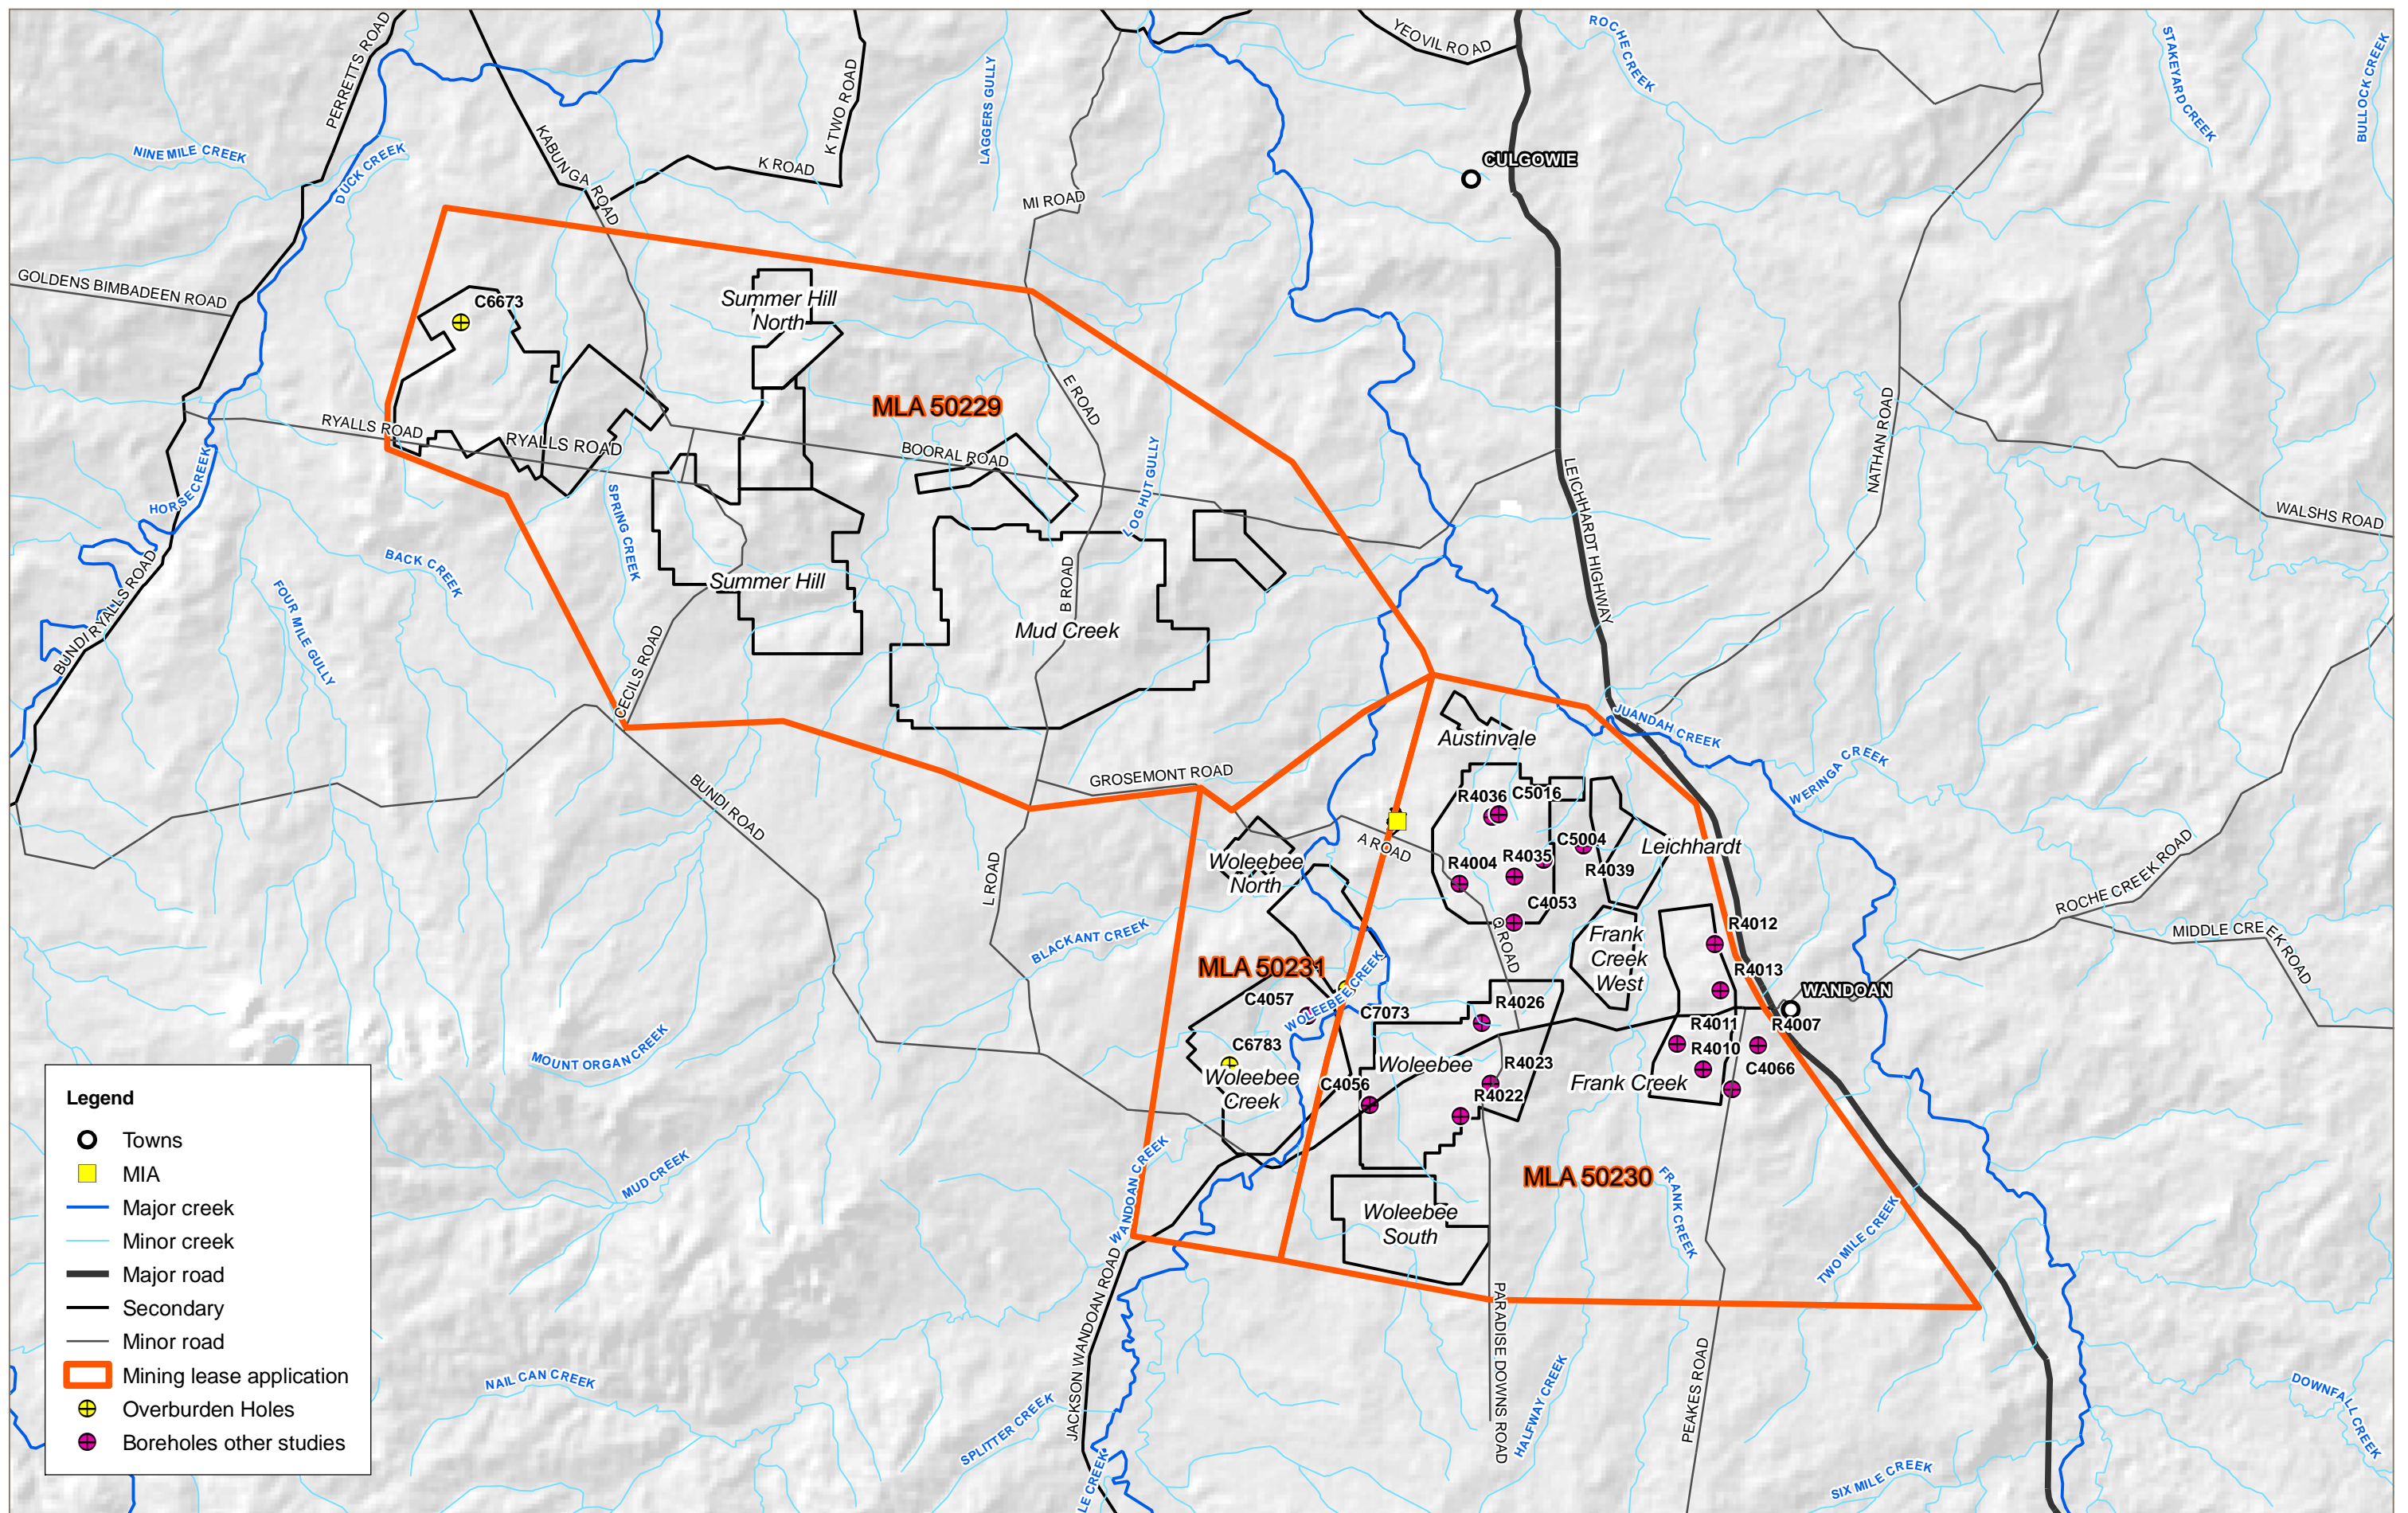 PERRETTS ROAD
KABUNGA ROAD
K TWO ROAD
K ROAD
LAGGERS GULLY
MI ROAD
YEOVIL ROAD
ROCHE CREEK
STAKEYARD CREEK
BULLOCK CREEK
NINE MILE CREEK
DUCK CREEK
CULGOWIE
GOLDENS BIMBADEEN ROAD
C6673
Summer Hill
North
MLA 50229
E ROAD
RYALLS ROAD
RYALLS ROAD
BOORAL ROAD
LOG HUT GULLY
LEICHHARDT HIGHWAY
NATHAN ROAD
WALSHS ROAD
HORSE CREEK
SPRING CREEK
BACK CREEK
FOUR MILE GULLY
BUNDI RYALLS ROAD
Summer Hill
B ROAD
Mud Creek
CECILS ROAD
BUNDI ROAD
GROSEMONT ROAD
L ROAD
Austinvale
JUANDAH CREEK
WERINGA CREEK
R4036
C5016
A ROAD
C5004
R4004
R4035
R4039
Leichhardt
Woleebee
North
C4053
Q ROAD
ROCHE CREEK ROAD
MIDDLE CREEK ROAD
BLACKANT CREEK
Frank
Creek
West
R4012
R4013
WANDOAN
MLA 50231
C4057
WOLEEBEE CREEK
C7073
R4026
R4011
R4007
C6783
R4010
C4066
Woleebee
Creek
Woleebee
C4056
R4023
R4022
Frank Creek
MOUNT ORGAN CREEK
MUD CREEK
WANDOAN CREEK
MLA 50230
FRANK CREEK
TWO MILE CREEK
Woleebee
South
JACKSON WANDOAN ROAD
PARADISE DOWNS ROAD
HALFWAY CREEK
PEAKES ROAD
NAIL CAN CREEK
SPLITTER CREEK
LE CREEK
SIX MILE CREEK
DOWNFALL CREEK
Legend
Towns
MIA
Major creek
Minor creek
Major road
Secondary
Minor road
Mining lease application
Overburden Holes
Boreholes other studies